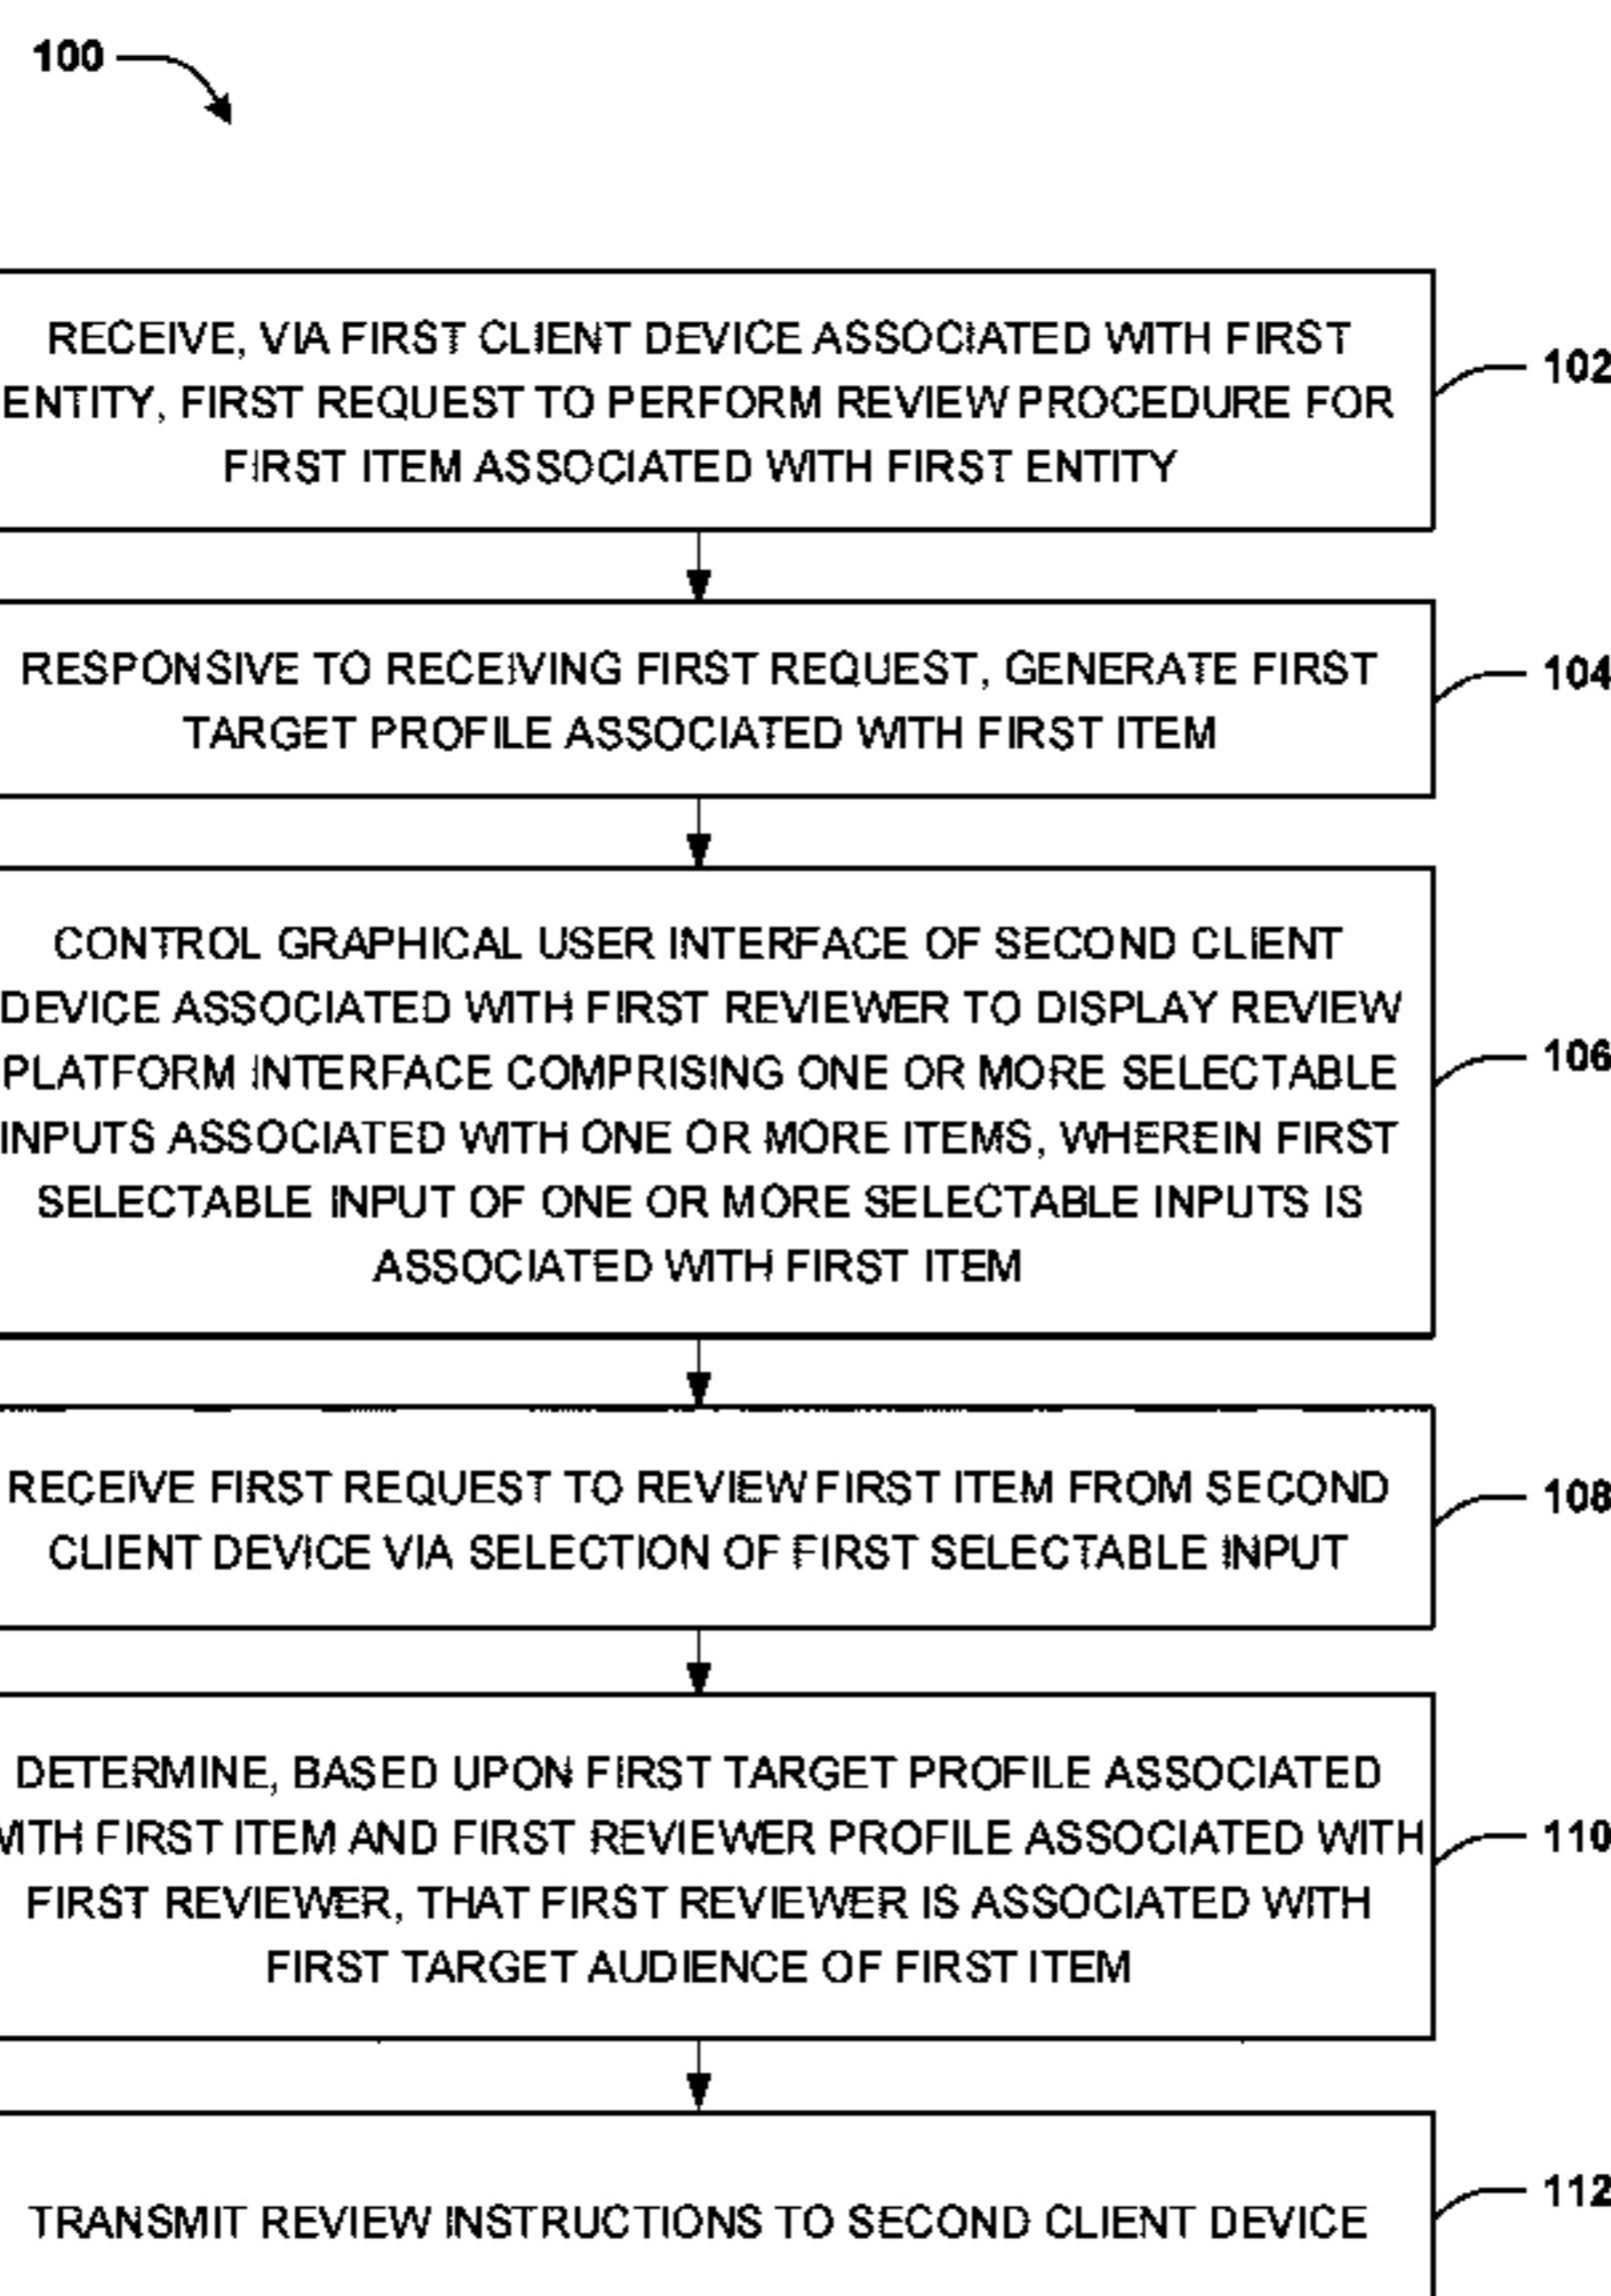 100
RECEIVE, VIA FIRST CLIENT DEVICE ASSOCIATED WITH FIRST
ENTITY, FIRST REQUEST TO PERFORM REVIEW PROCEDURE FOR
FIRST ITEM ASSOCIATED WITH FIRST ENTITY
102
RESPONSIVE TO RECEIVING FIRST REQUEST, GENERATE FIRST
TARGET PROFILE ASSOCIATED WITH FIRST ITEM
104
CONTROL GRAPHICAL USER INTERFACE OF SECOND CLIENT
DEVICE ASSOCIATED WITH FIRST REVIEWER TO DISPLAY REVIEW
PLATFORM INTERFACE COMPRISING ONE OR MORE SELECTABLE
INPUTS ASSOCIATED WITH ONE OR MORE ITEMS, WHEREIN FIRST
SELECTABLE INPUT OF ONE OR MORE SELECTABLE INPUTS IS
ASSOCIATED WITH FIRST ITEM
106
RECEIVE FIRST REQUEST TO REVIEW FIRST ITEM FROM SECOND
CLIENT DEVICE VIA SELECTION OF FIRST SELECTABLE INPUT
108
DETERMINE, BASED UPON FIRST TARGET PROFILE ASSOCIATED
WITH FIRST ITEM AND FIRST REVIEWER PROFILE ASSOCIATED WITH
FIRST REVIEWER, THAT FIRST REVIEWER IS ASSOCIATED WITH
FIRST TARGET AUDIENCE OF FIRST ITEM
110
TRANSMIT REVIEW INSTRUCTIONS TO SECOND CLIENT DEVICE
112